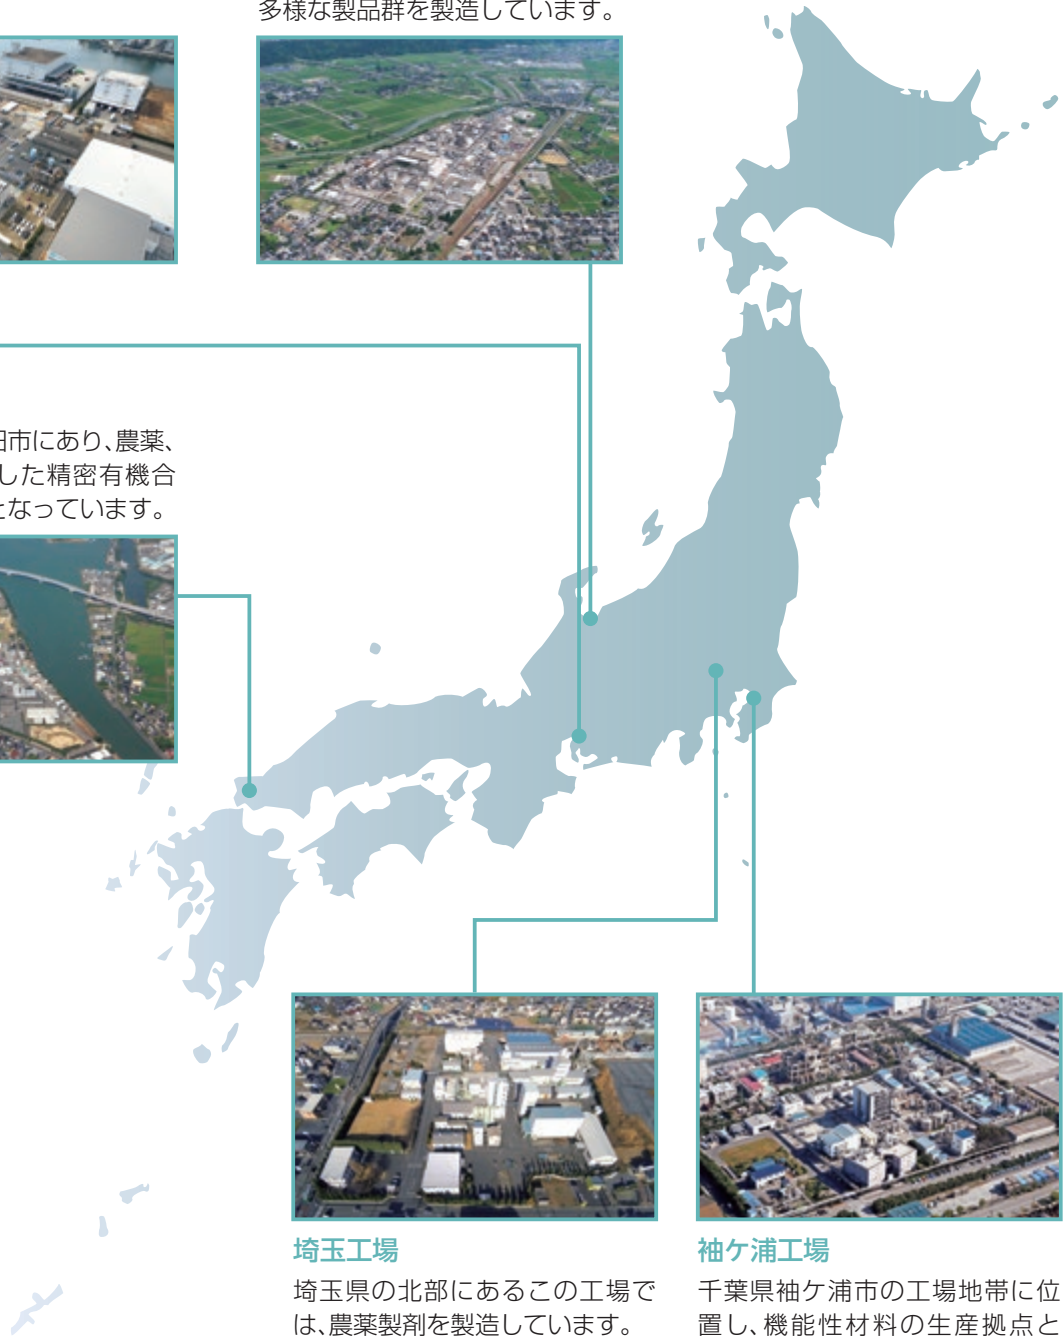 多様な製品群を製造しています。
田市にあり、農薬、
した精密有機合
となっています。
埼玉工場
埼玉県の北部にあるこの工場で
は、農薬製剤を製造しています。
袖ケ浦工場
千葉県袖ケ浦市の工場地帯に位
置し、機能性材料の生産拠点と